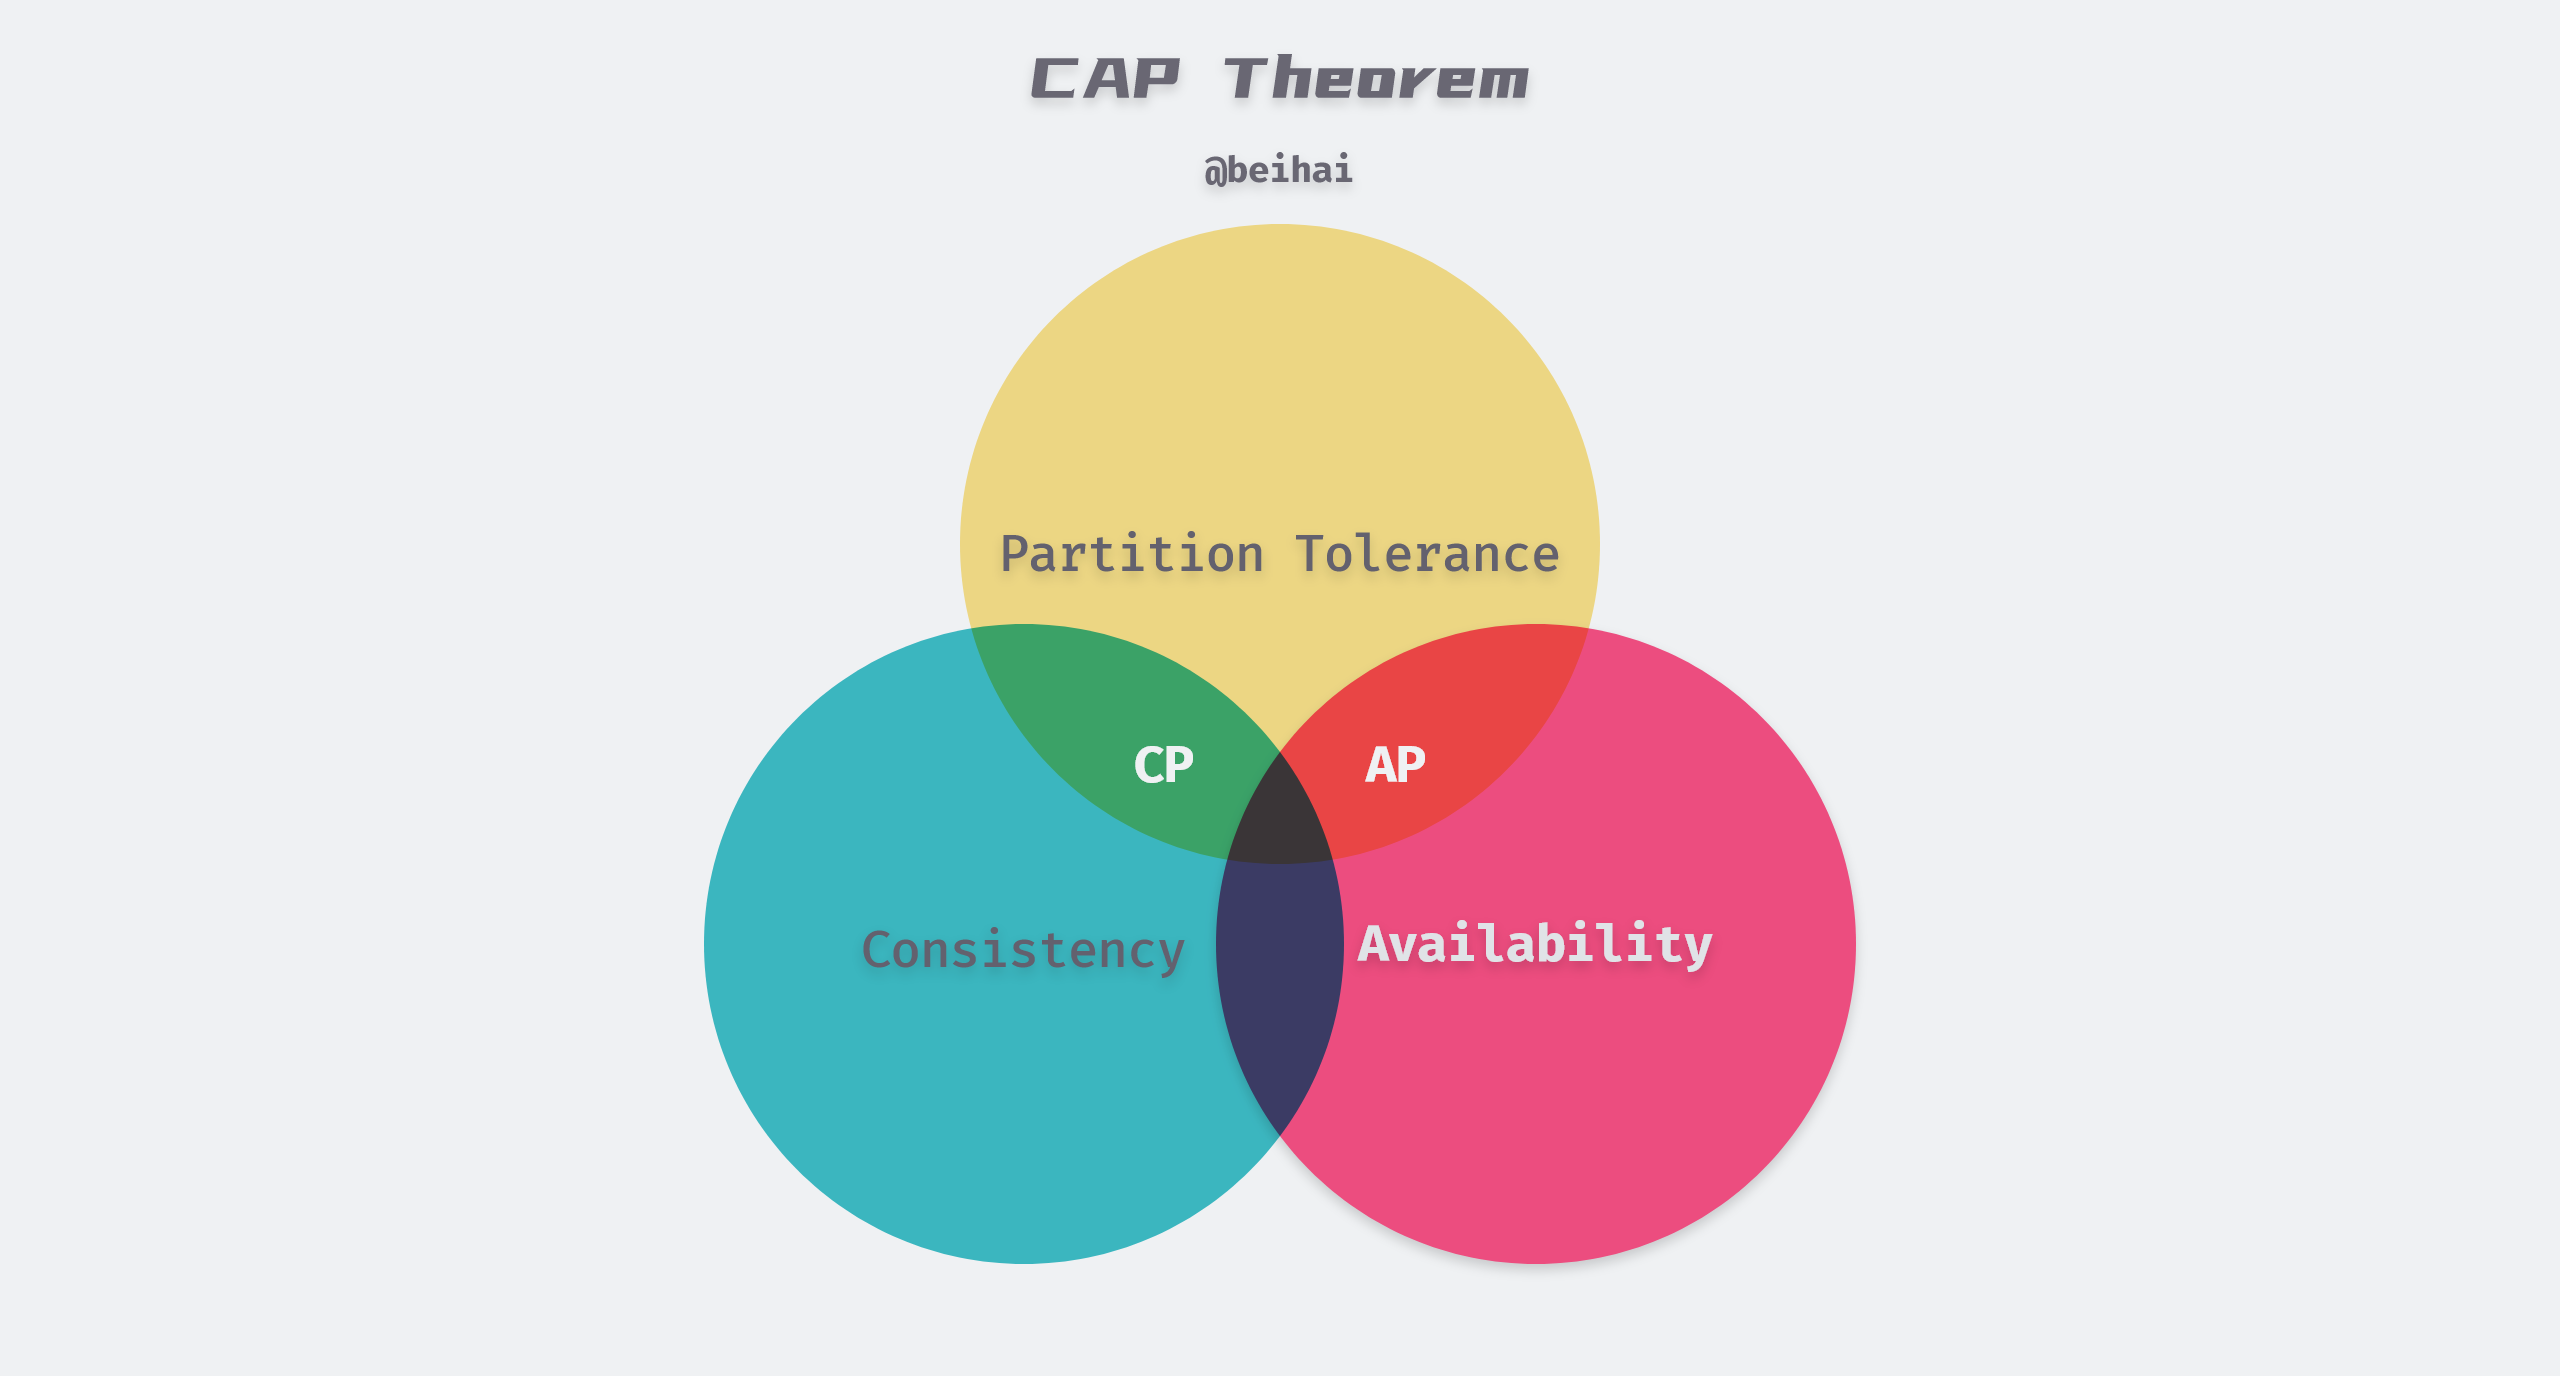 CAP Theorem
@beihai
Partition Tolerance
CP AP
Consistency Availability